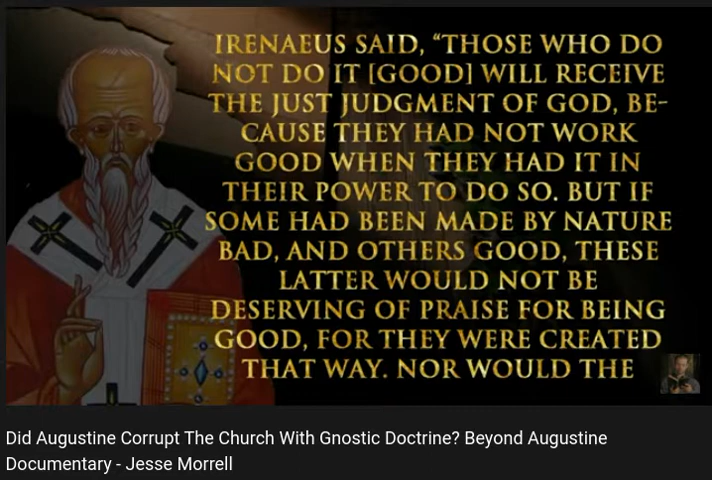 IRENAEUS SAID, “THOSE WHO DO
NOT DO IT [GOOD] WILL RECEIVE
THE JUST JUDGMENT OF GOD, BE-
CAUSE THEY HAD NOT WORK
GOOD WHEN THEY HAD IT IN
THEIR POWER TO DO SO. BUT IF
SOME HAD BEEN MADE BY NATURE
BAD, AND OTHERS GOOD, THESE
LATTER WOULD NOT BE
DESERVING OF PRAISE FOR BEING
GOOD, FOR THEY WERE CREATED
THAT WAY. NOR WOULD THE
Did Augustine Corrupt The Church With Gnostic Doctrine? Beyond Augustine
Documentary - Jesse Morrell